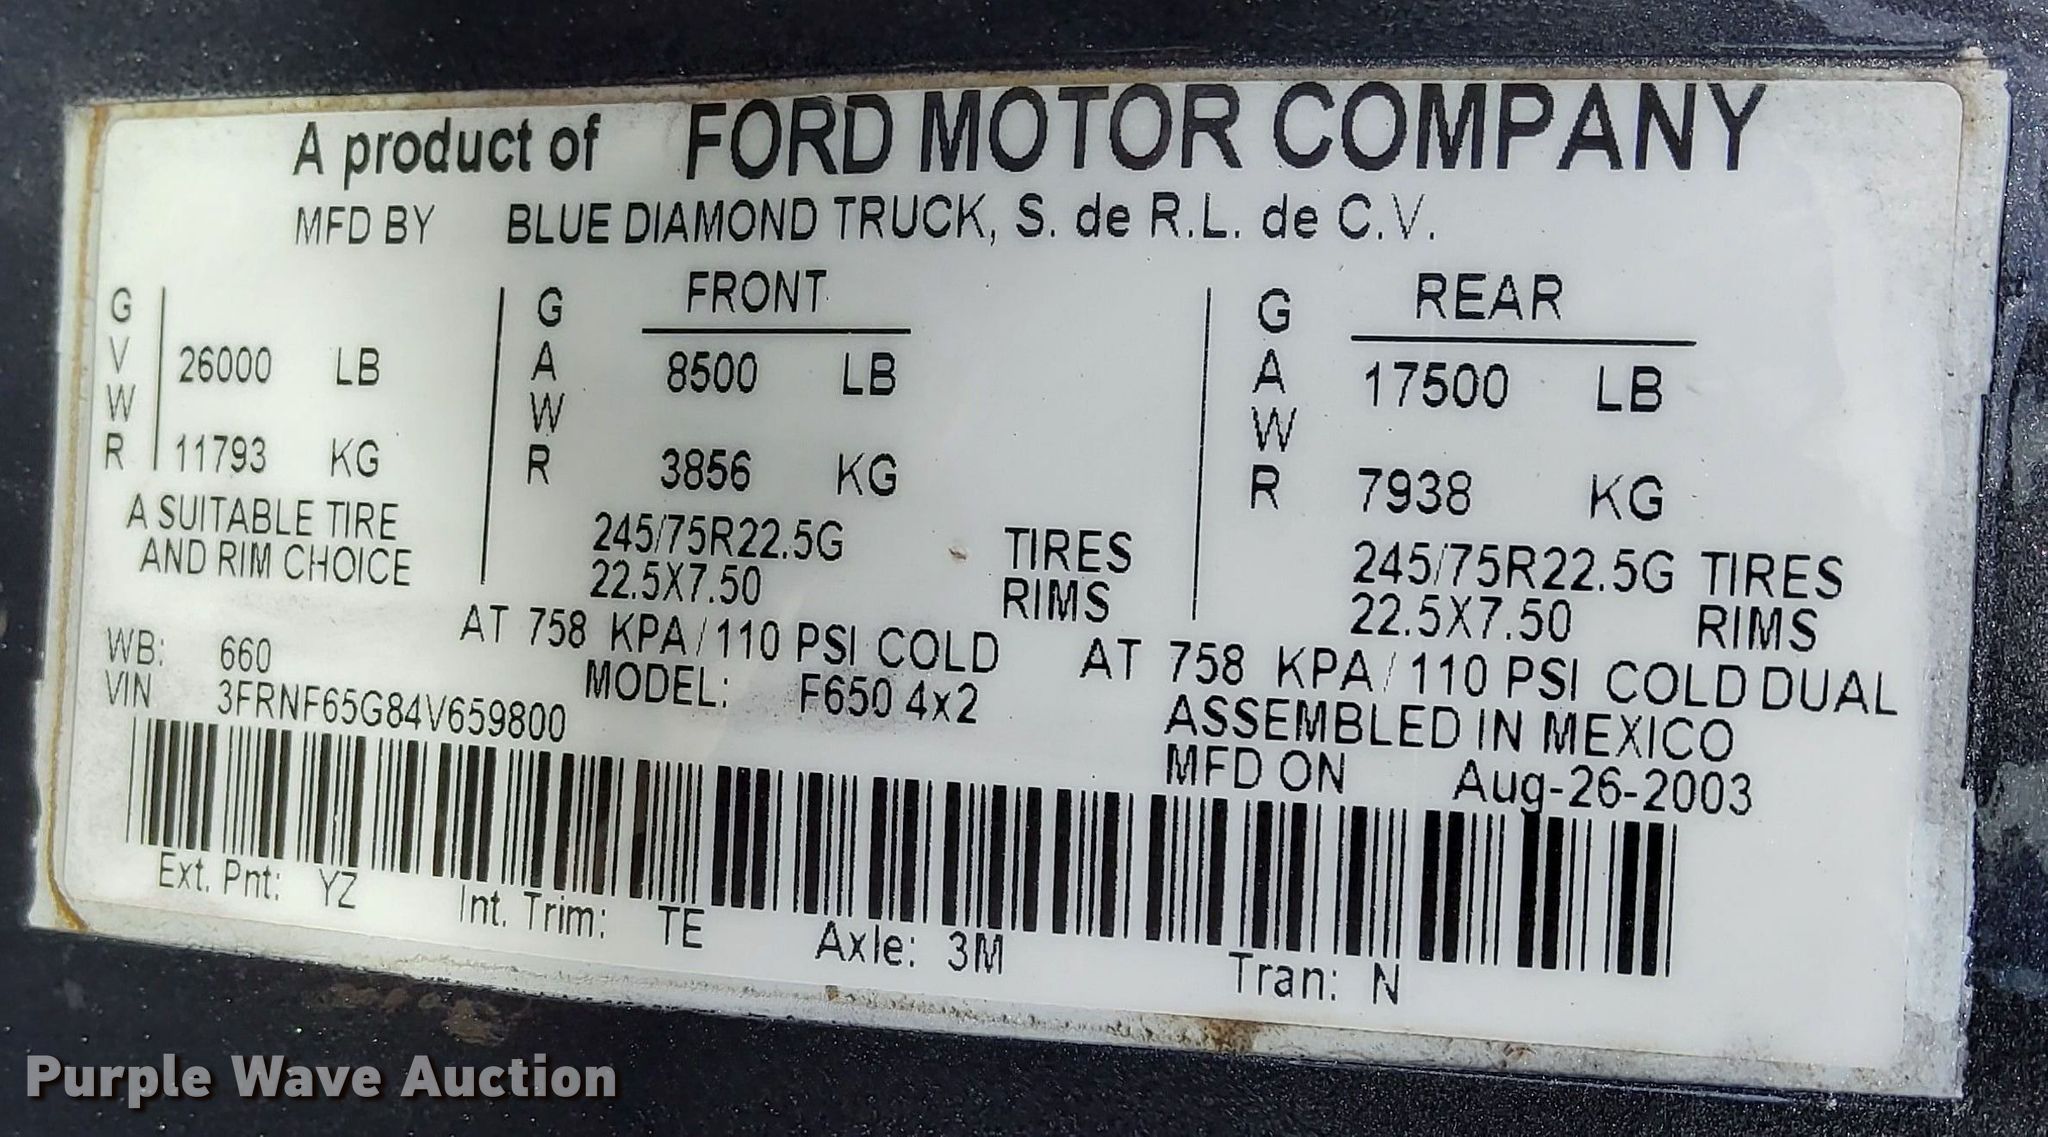 A product of FORD MOTOR COMPANY
MFD BY BLUE DIAMOND TRUCK, S. de R.L. de C.V.
GVWR 26000 LB
11793 KG
A SUITABLE TIRE
AND RIM CHOICE
GAWR FRONT
8500 LB
3856 KG
245/75R22.5G TIRES
22.5X7.50 RIMS
AT 758 KPA/110 PSI COLD
GAWR REAR
17500 LB
7938 KG
245/75R22.5G TIRES
22.5X7.50 RIMS
AT 758 KPA/110 PSI COLD DUAL
WB: 660
VIN 3FRNF65G84V659800
MODEL: F650 4x2
ASSEMBLED IN MEXICO
MFD ON Aug-26-2003
Ext. Pnt: YZ Int. Trim: TE Axle: 3M Tran: N
Purple Wave Auction